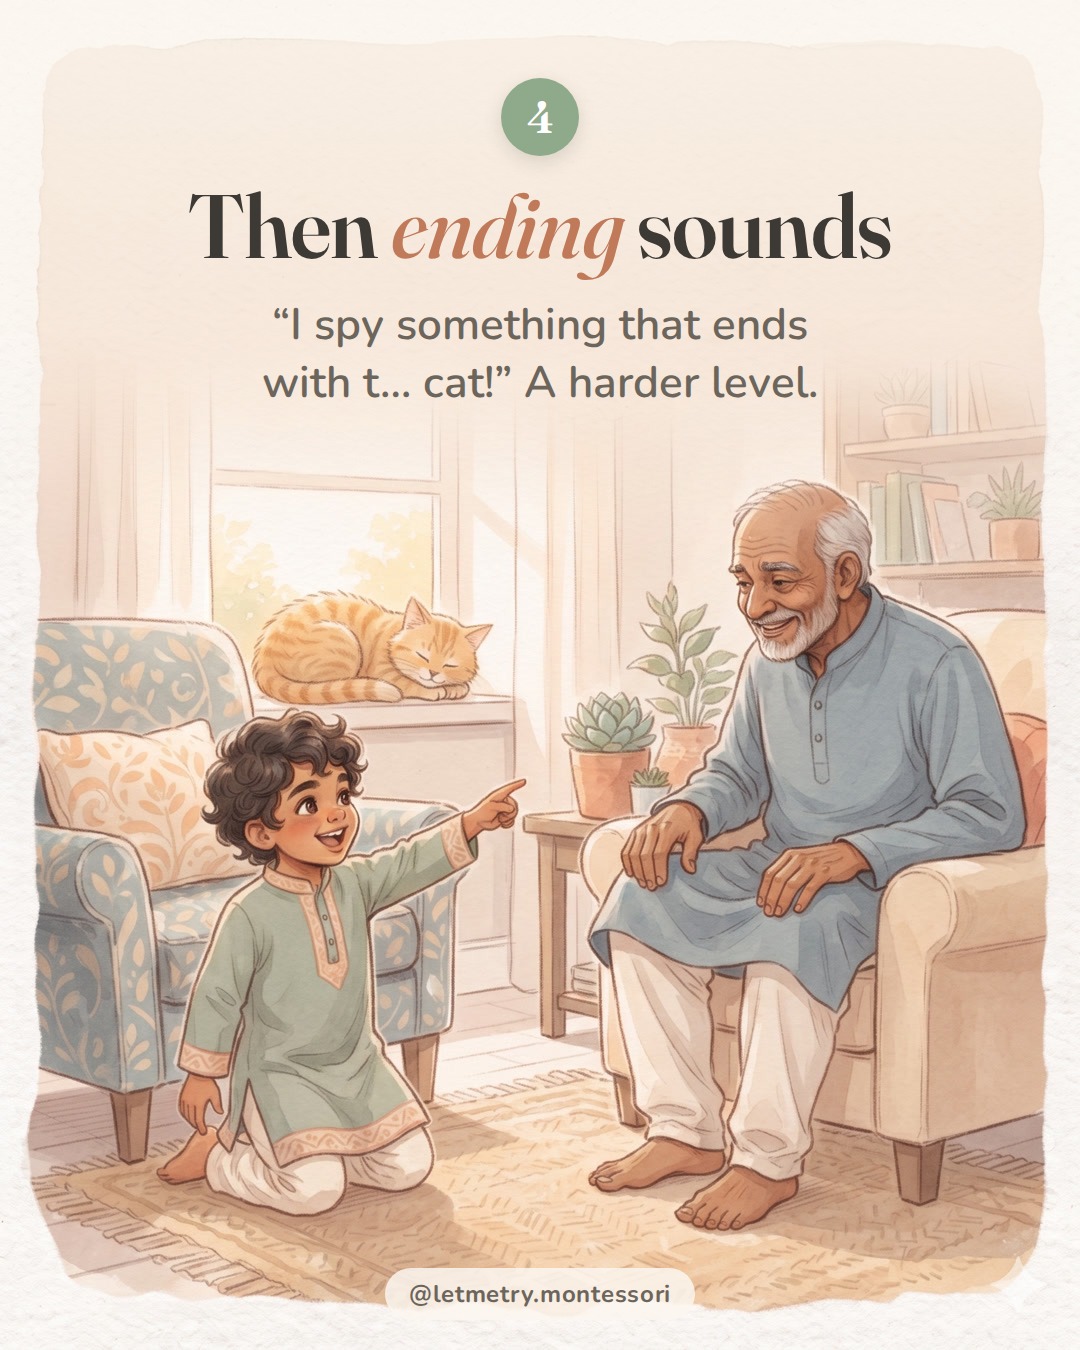 4
Then ending sounds
“I spy something that ends
with t... cat!” A harder level.
@letmetry.montessori